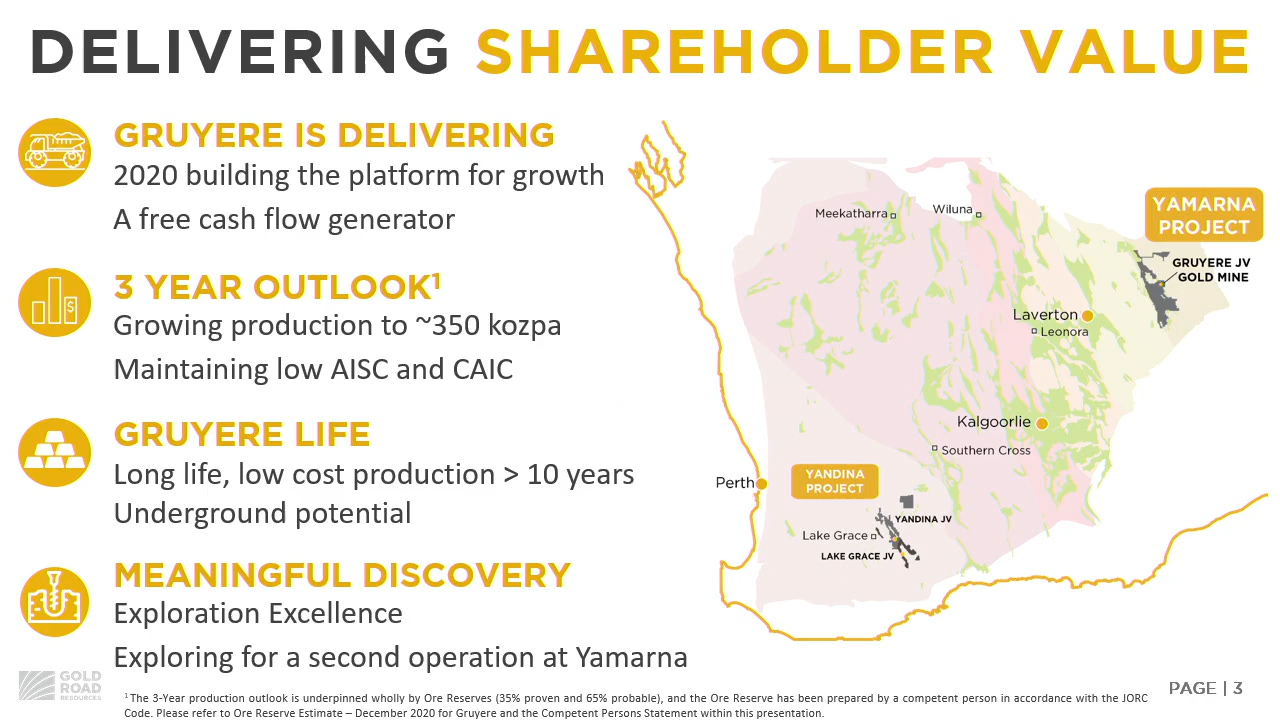 DELIVERING SHAREHOLDER VALUE
GRUYERE IS DELIVERING
2020 building the platform for growth
A free cash flow generator
3 YEAR OUTLOOK¹
Growing production to ~350 kozpa
Maintaining low AISC and CAIC
GRUYERE LIFE
Long life, low cost production > 10 years
Underground potential
MEANINGFUL DISCOVERY
Exploration Excellence
Exploring for a second operation at Yamarna
Meekatharra
Wiluna
YAMARNA
PROJECT
GRUYERE JV
GOLD MINE
Laverton
Leonora
Kalgoorlie
Southern Cross
Perth
YANDINA
PROJECT
YANDINA JV
Lake Grace
LAKE GRACE JV
$
GOLD
ROAD
RESOURCES
¹ The 3-Year production outlook is underpinned wholly by Ore Reserves (35% proven and 65% probable), and the Ore Reserve has been prepared by a competent person in accordance with the JORC
Code. Please refer to Ore Reserve Estimate – December 2020 for Gruyere and the Competent Persons Statement within this presentation.
PAGE | 3